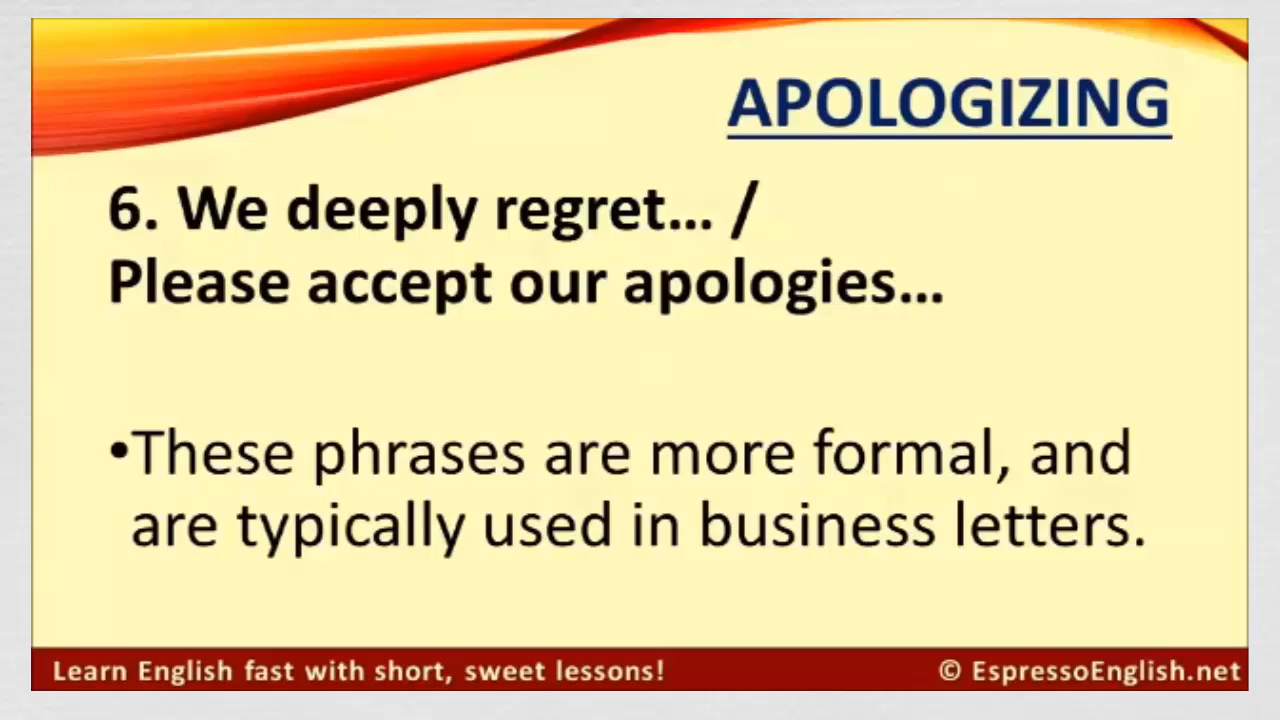 APOLOGIZING
6. We deeply regret… /
Please accept our apologies…
•These phrases are more formal, and
are typically used in business letters.
Learn English fast with short, sweet lessons!
© EspressoEnglish.net